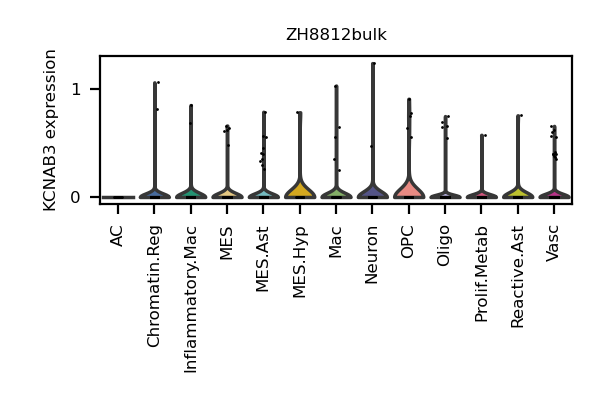 ZH8812bulk
KCNAB3 expression
1
0
AC
Chromatin.Reg
Inflammatory.Mac
MES
MES.Ast
MES.Hyp
Mac
Neuron
OPC
Oligo
Prolif.Metab
Reactive.Ast
Vasc